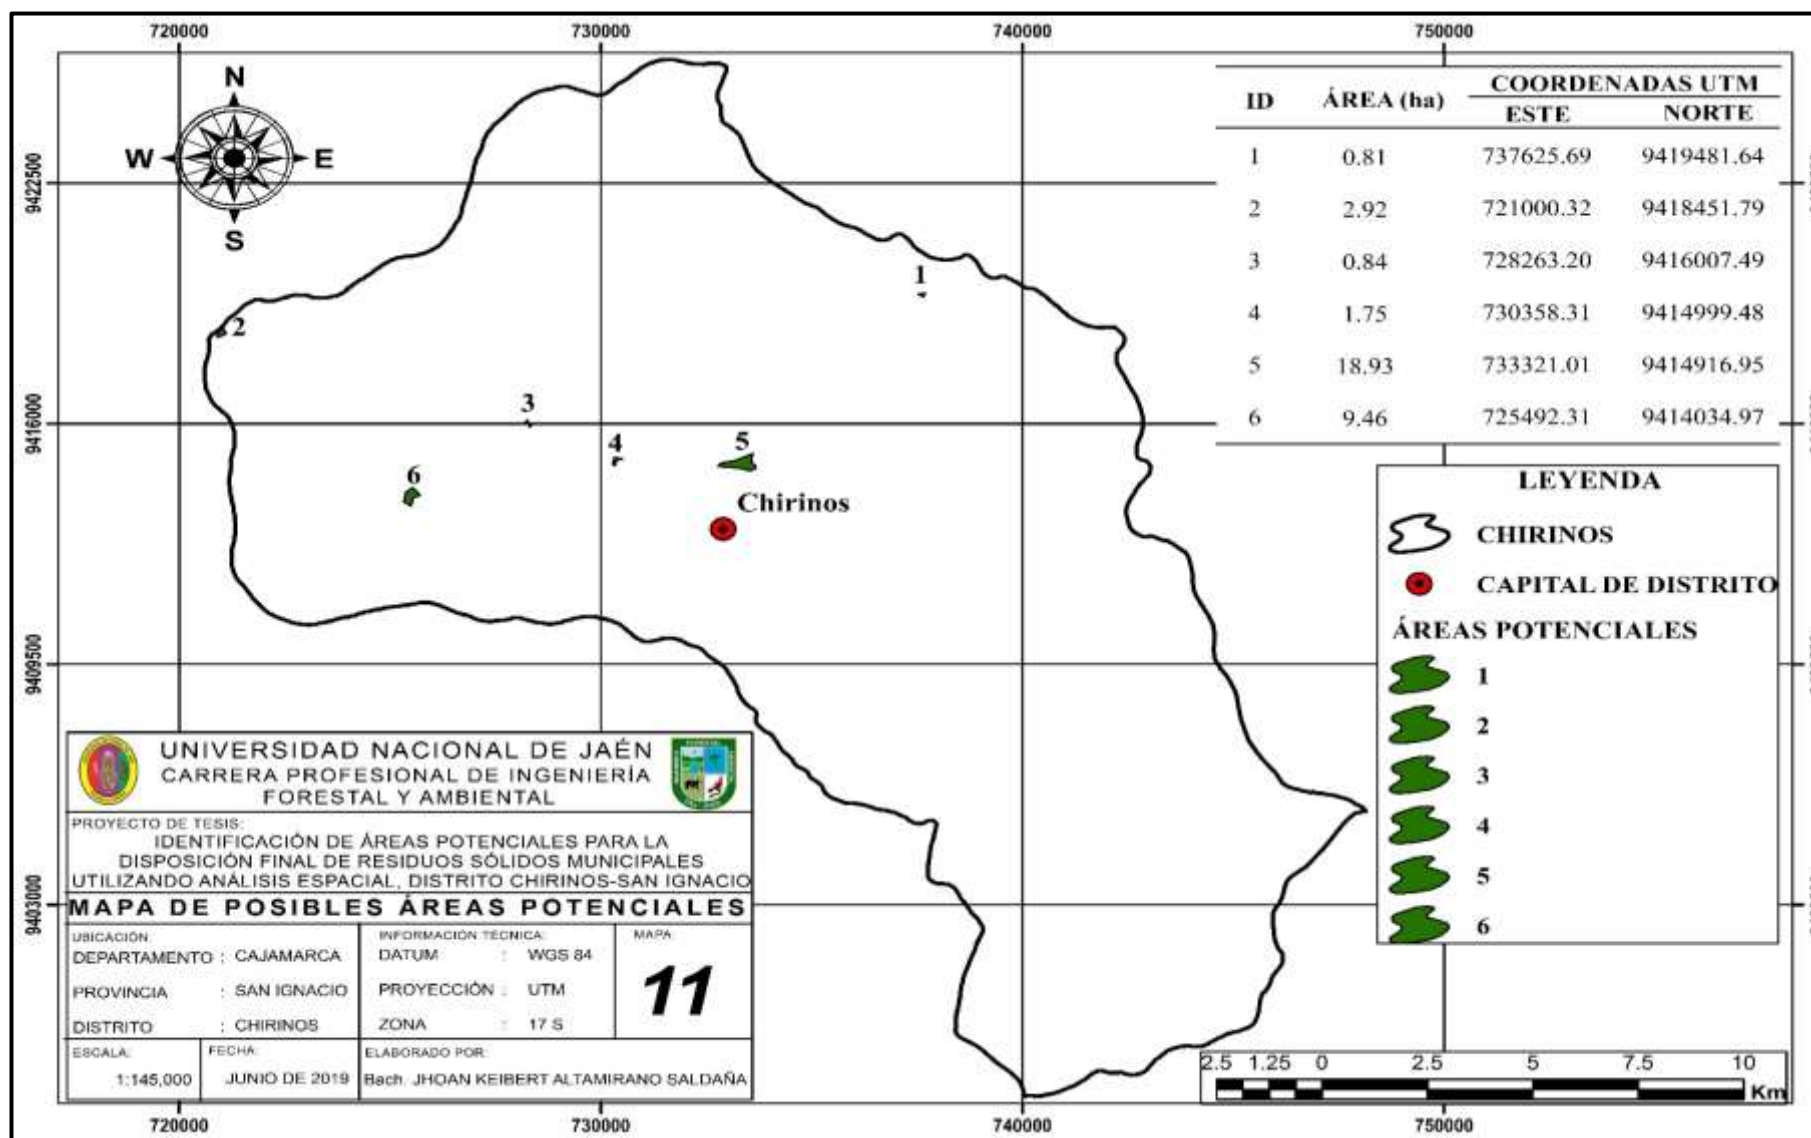 720000 730000 740000 750000
N
W E
S
ID ÁREA (ha) COORDENADAS UTM
ESTE NORTE
1 0.81 737625.69 9419481.64
2 2.92 721000.32 9418451.79
3 0.84 728263.20 9416007.49
4 1.75 730358.31 9414999.48
5 18.93 733321.01 9414916.95
6 9.46 725492.31 9414034.97
9422500
9416000
9409500
9403000
1
2
3
4
5
6
Chirinos
LEYENDA
CHIRINOS
CAPITAL DE DISTRITO
ÁREAS POTENCIALES
1
2
3
4
5
6
UNIVERSIDAD NACIONAL DE JAÉN
CARRERA PROFESIONAL DE INGENIERÍA
FORESTAL Y AMBIENTAL
PROYECTO DE TESIS:
IDENTIFICACIÓN DE ÁREAS POTENCIALES PARA LA
DISPOSICIÓN FINAL DE RESIDUOS SÓLIDOS MUNICIPALES
UTILIZANDO ANÁLISIS ESPACIAL, DISTRITO CHIRINOS-SAN IGNACIO
MAPA DE POSIBLES ÁREAS POTENCIALES
UBICACIÓN:
DEPARTAMENTO : CAJAMARCA
PROVINCIA : SAN IGNACIO
DISTRITO : CHIRINOS
INFORMACIÓN TÉCNICA:
DATUM : WGS 84
PROYECCIÓN : UTM
ZONA : 17 S
MAPA:
11
ESCALA:
1:145,000
FECHA:
JUNIO DE 2019
ELABORADO POR:
Bach. JHOAN KEIBERT ALTAMIRANO SALDAÑA
2.5 1.25 0 2.5 5 7.5 10
Km
720000 730000 740000 750000